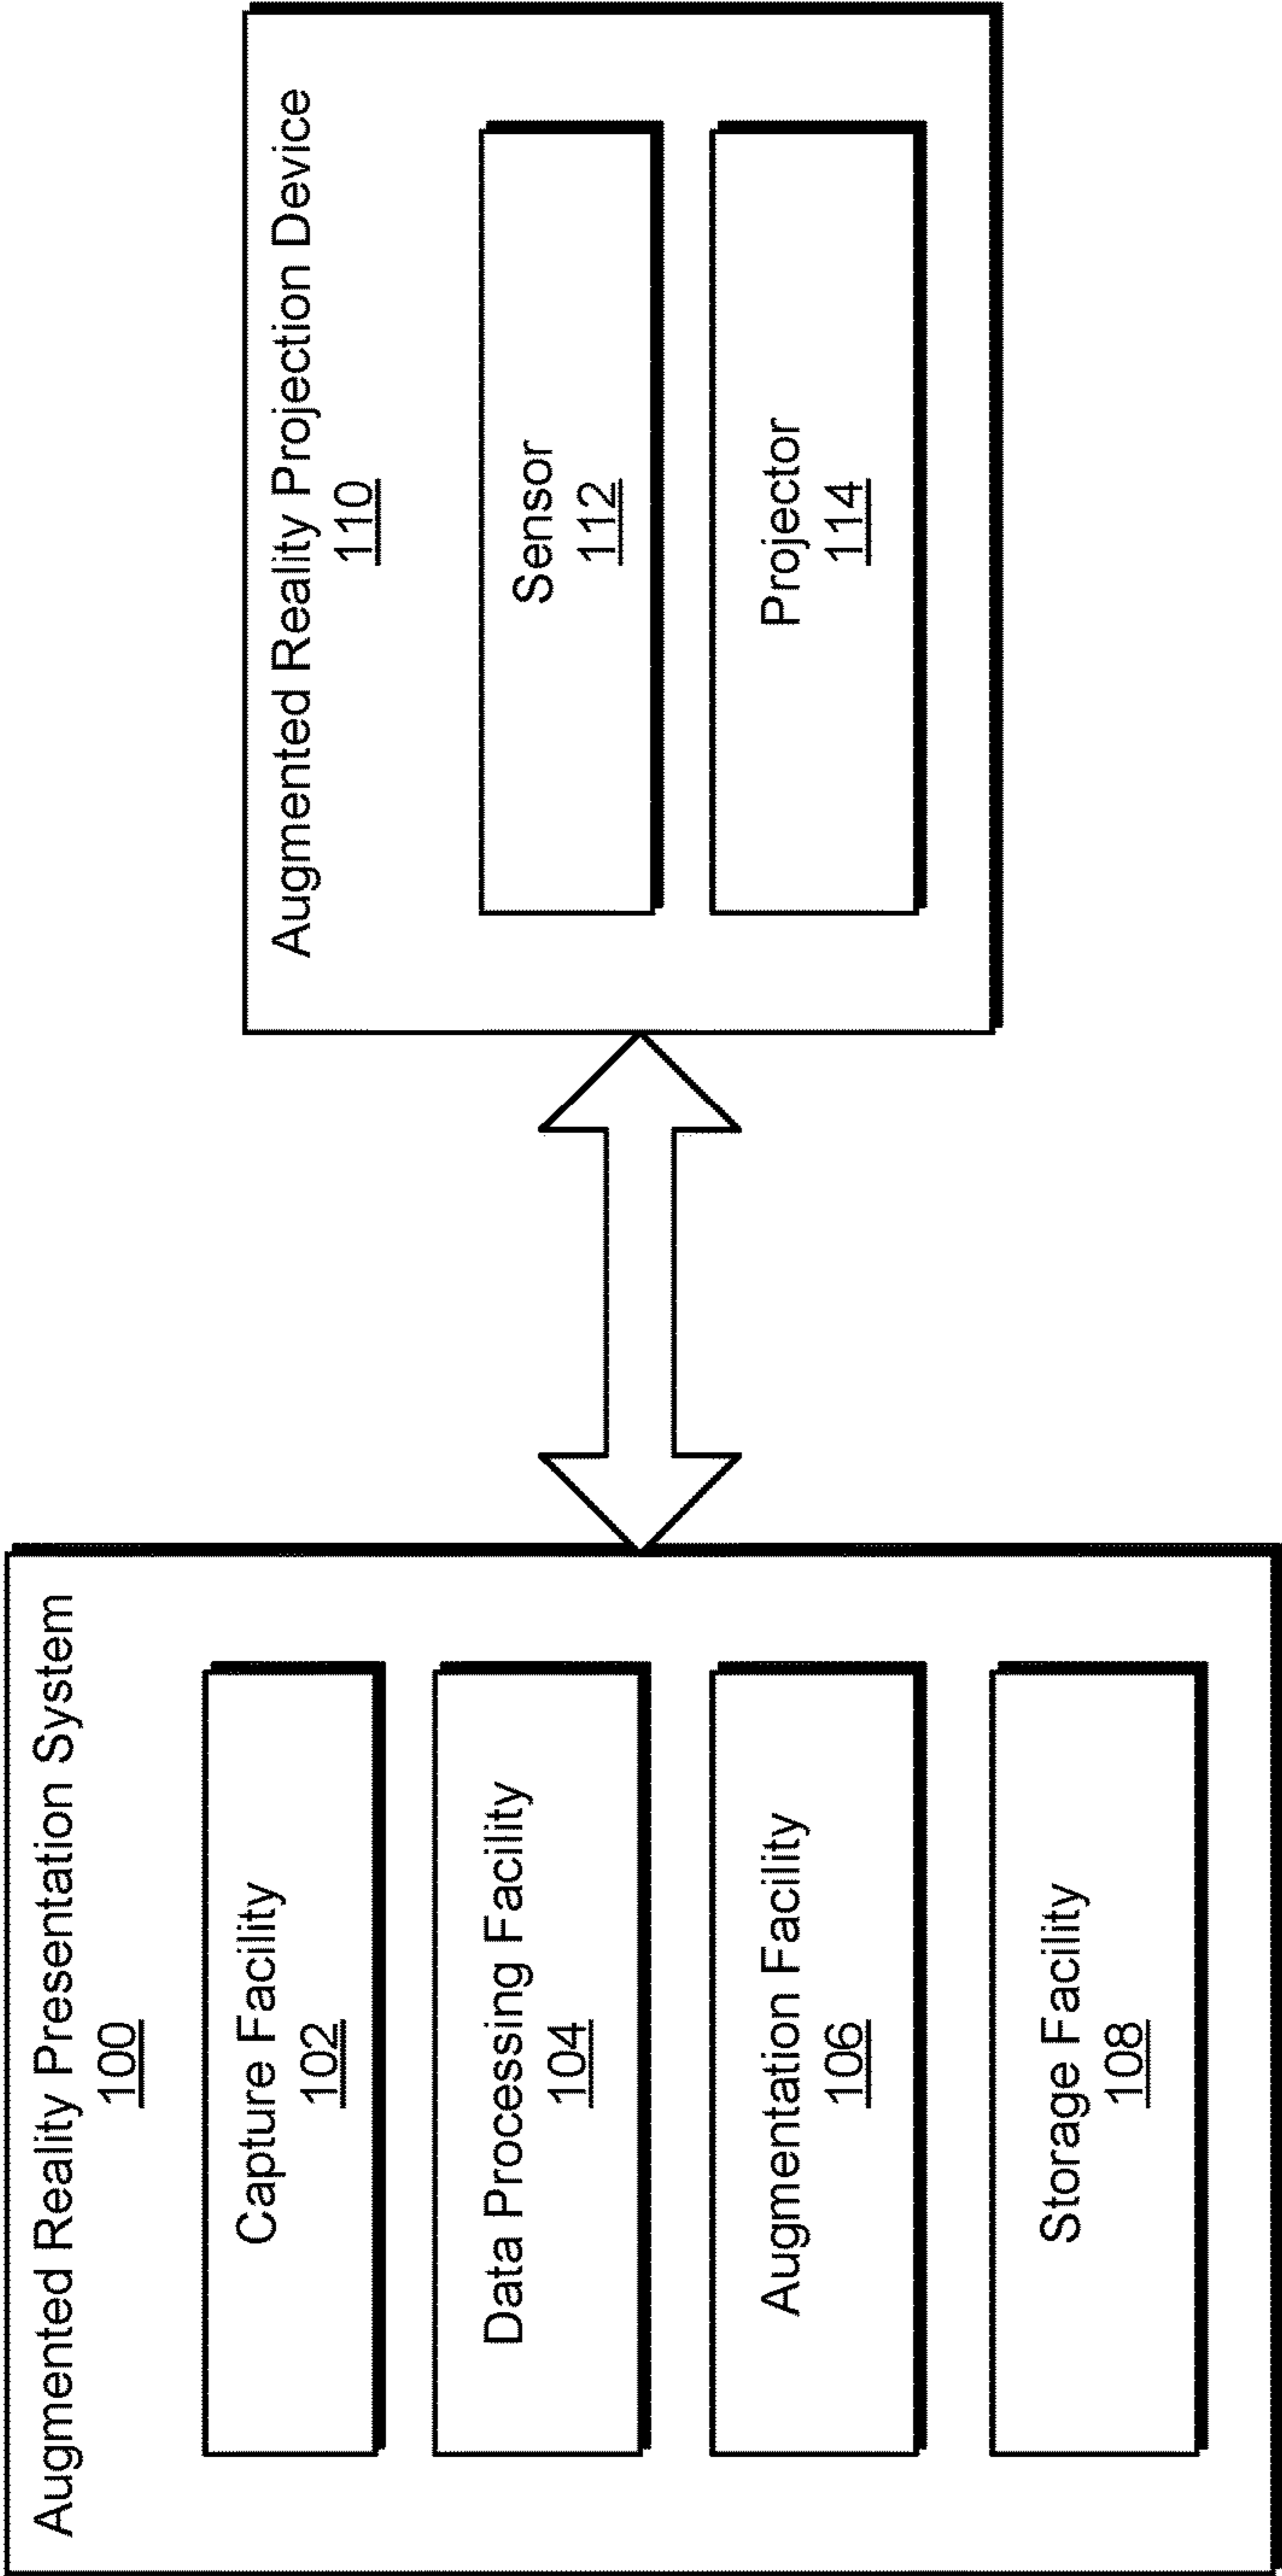 Augmented Reality Presentation System
100
Capture Facility
102
Data Processing Facility
104
Augmentation Facility
106
Storage Facility
108
Augmented Reality Projection Device
110
Sensor
112
Projector
114